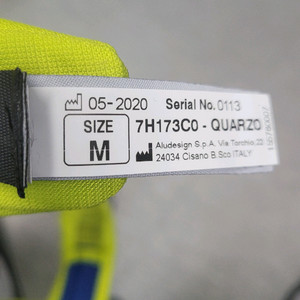 05-2020 Serial No. 0113
SIZE
M
7H173C0 - QUARZO
Aludesign S.p.A. Via Torchio, 22
24034 Cisano B.Sco ITALY